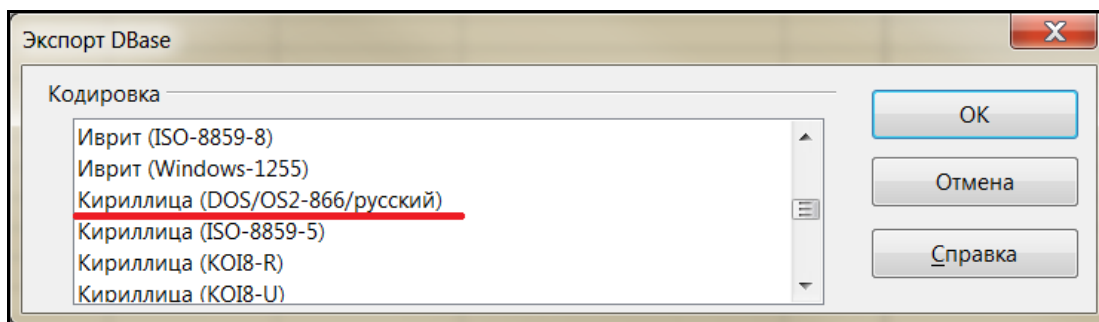 Экспорт DBase
Кодировка
Иврит (ISO-8859-8)
Иврит (Windows-1255)
Кириллица (DOS/OS2-866/русский)
Кириллица (ISO-8859-5)
Кириллица (KOI8-R)
Кириллица (KOI8-U)
OK
Отмена
Справка